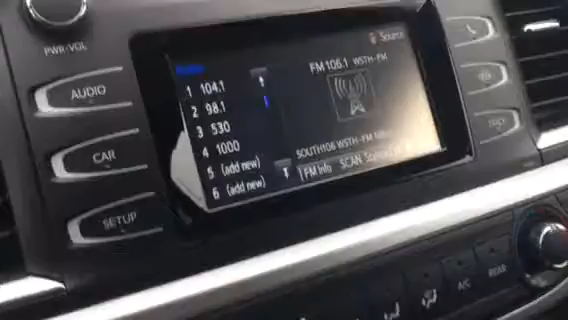 PWR·VOL
AUDIO
CAR
SETUP
Source
FM 106.1 WSTH-FM
1 104.1
2 98.1
3 530
4 1000
5 (add new)
6 (add new)
SOUTH106 WSTH-FM
FM Info
SCAN
A/C
REAR